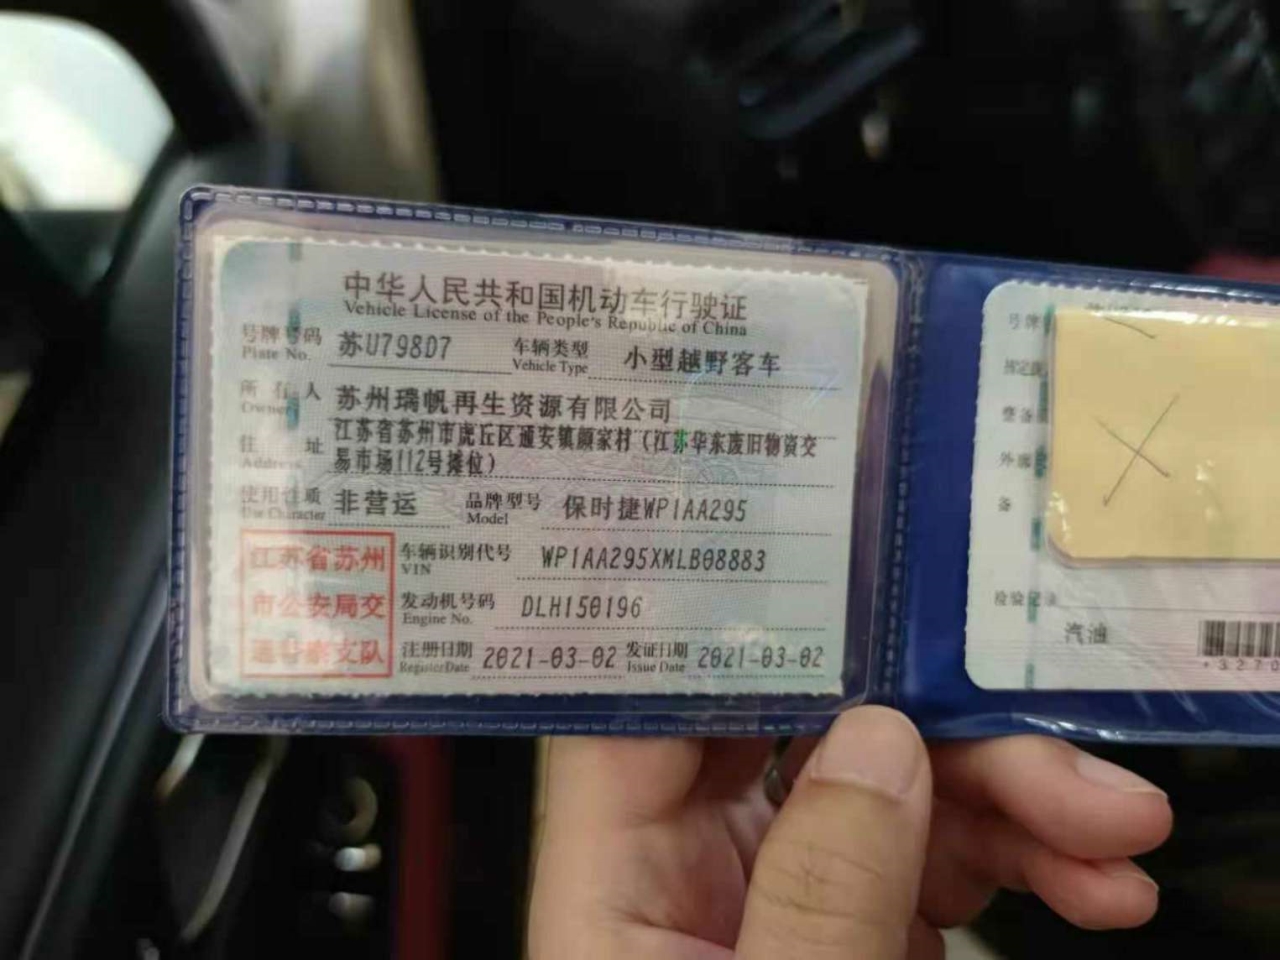 中华人民共和国机动车行驶证
Vehicle License of the People's Republic of China
号牌号码 苏U798D7 车辆类型 小型越野客车
Plate No. Vehicle Type
所有人 苏州瑞帆再生资源有限公司
Owner
住址 江苏省苏州市虎丘区通安镇颜家村（江苏华东废旧物资交
Address 易市场112号摊位）
使用性质 非营运 品牌型号 保时捷WP1AA295
Use Character Model
江苏省苏州 车辆识别代号 WP1AA295XMLB08883
VIN
市公安局交 发动机号码 DLH150196
Engine No.
通警察支队 注册日期 2021-03-02 发证日期 2021-03-02
Register Date Issue Date
号牌
整备
外廓
备
检验记录
汽油